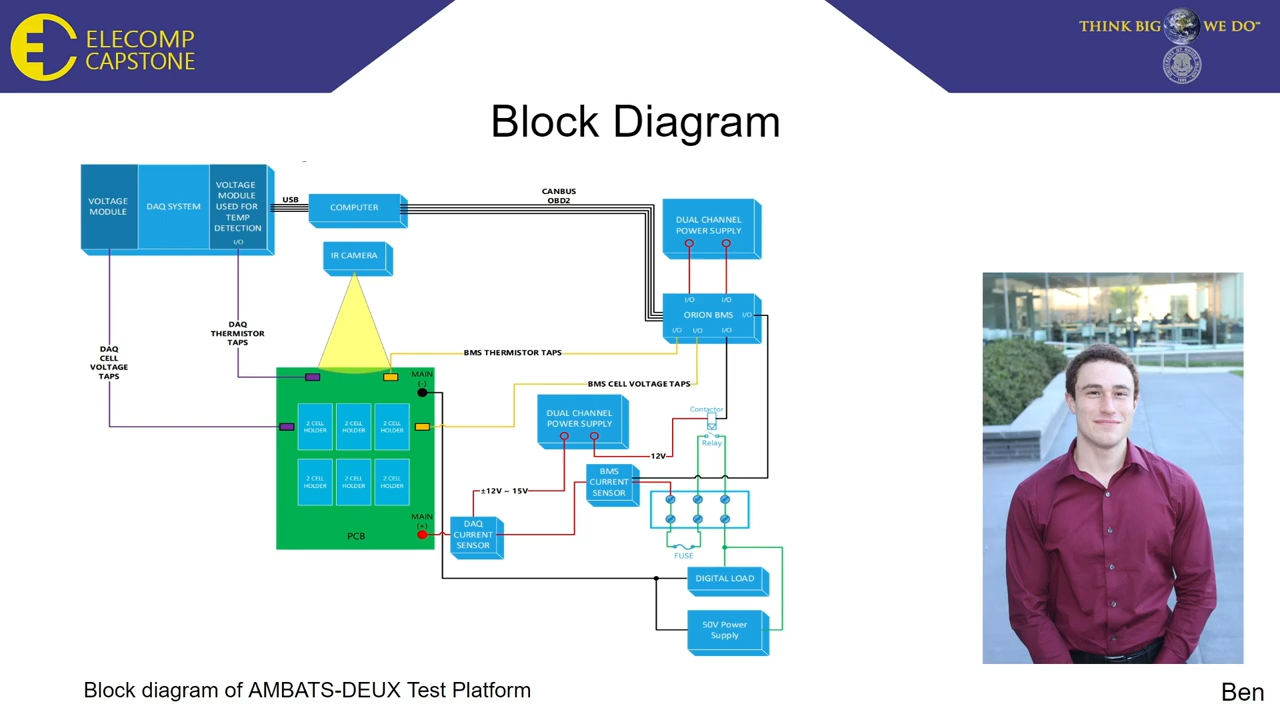 ELECOMP
CAPSTONE
THINK BIG WE DO℠
Block Diagram
VOLTAGE
MODULE
DAQ SYSTEM
VOLTAGE
MODULE
USED FOR
TEMP
DETECTION
I/O
USB
COMPUTER
CANBUS
OBD2
DUAL CHANNEL
POWER SUPPLY
IR CAMERA
I/O
I/O
ORION BMS
I/O
I/O
I/O
I/O
DAQ
THERMISTOR
TAPS
DAQ
CELL
VOLTAGE
TAPS
BMS THERMISTOR TAPS
BMS CELL VOLTAGE TAPS
MAIN
(-)
2 CELL
HOLDER
2 CELL
HOLDER
2 CELL
HOLDER
2 CELL
HOLDER
2 CELL
HOLDER
2 CELL
HOLDER
MAIN
(+)
PCB
DUAL CHANNEL
POWER SUPPLY
Contactor
Relay
12V
±12V ~ 15V
BMS
CURRENT
SENSOR
DAQ
CURRENT
SENSOR
FUSE
DIGITAL LOAD
50V Power
Supply
Block diagram of AMBATS-DEUX Test Platform
Ben